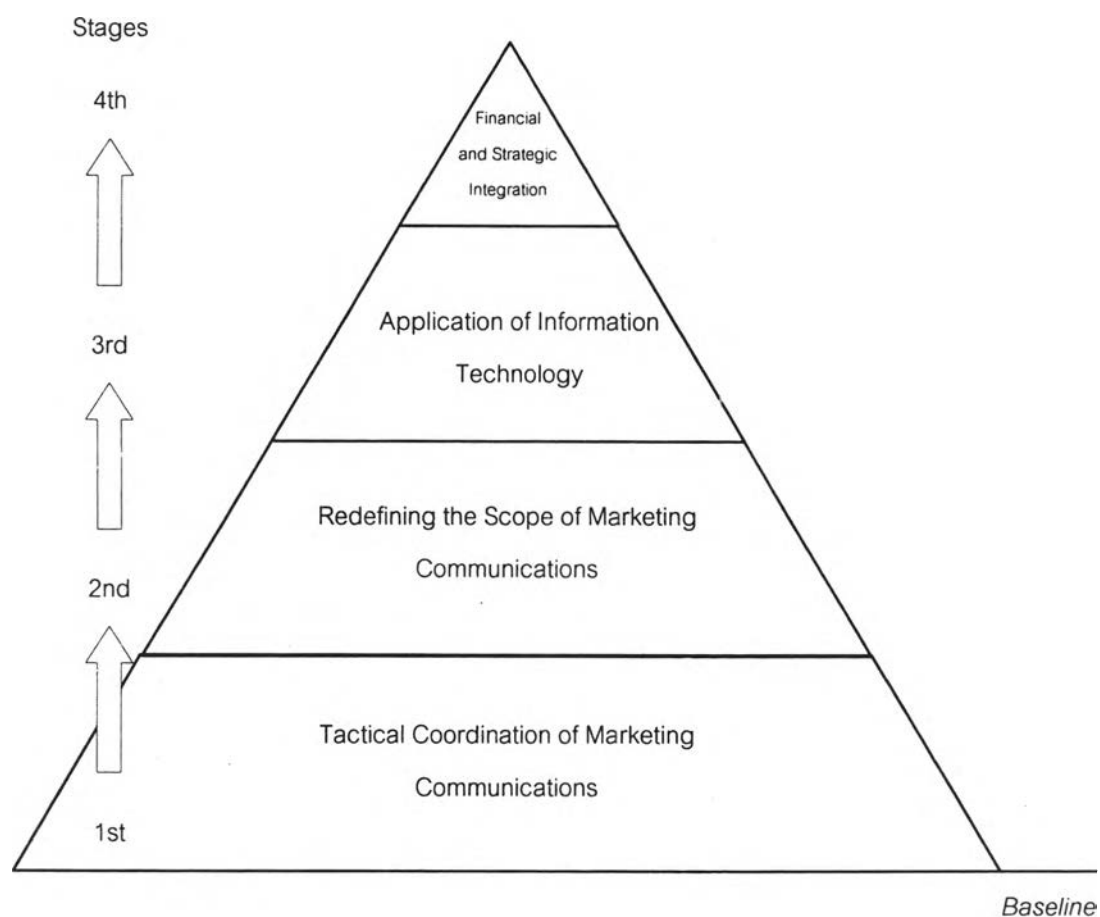 Stages
4th
Financial
and Strategic
Integration
3rd
Application of Information
Technology
Redefining the Scope of Marketing
Communications
2nd
Tactical Coordination of Marketing
Communications
1st
Baseline